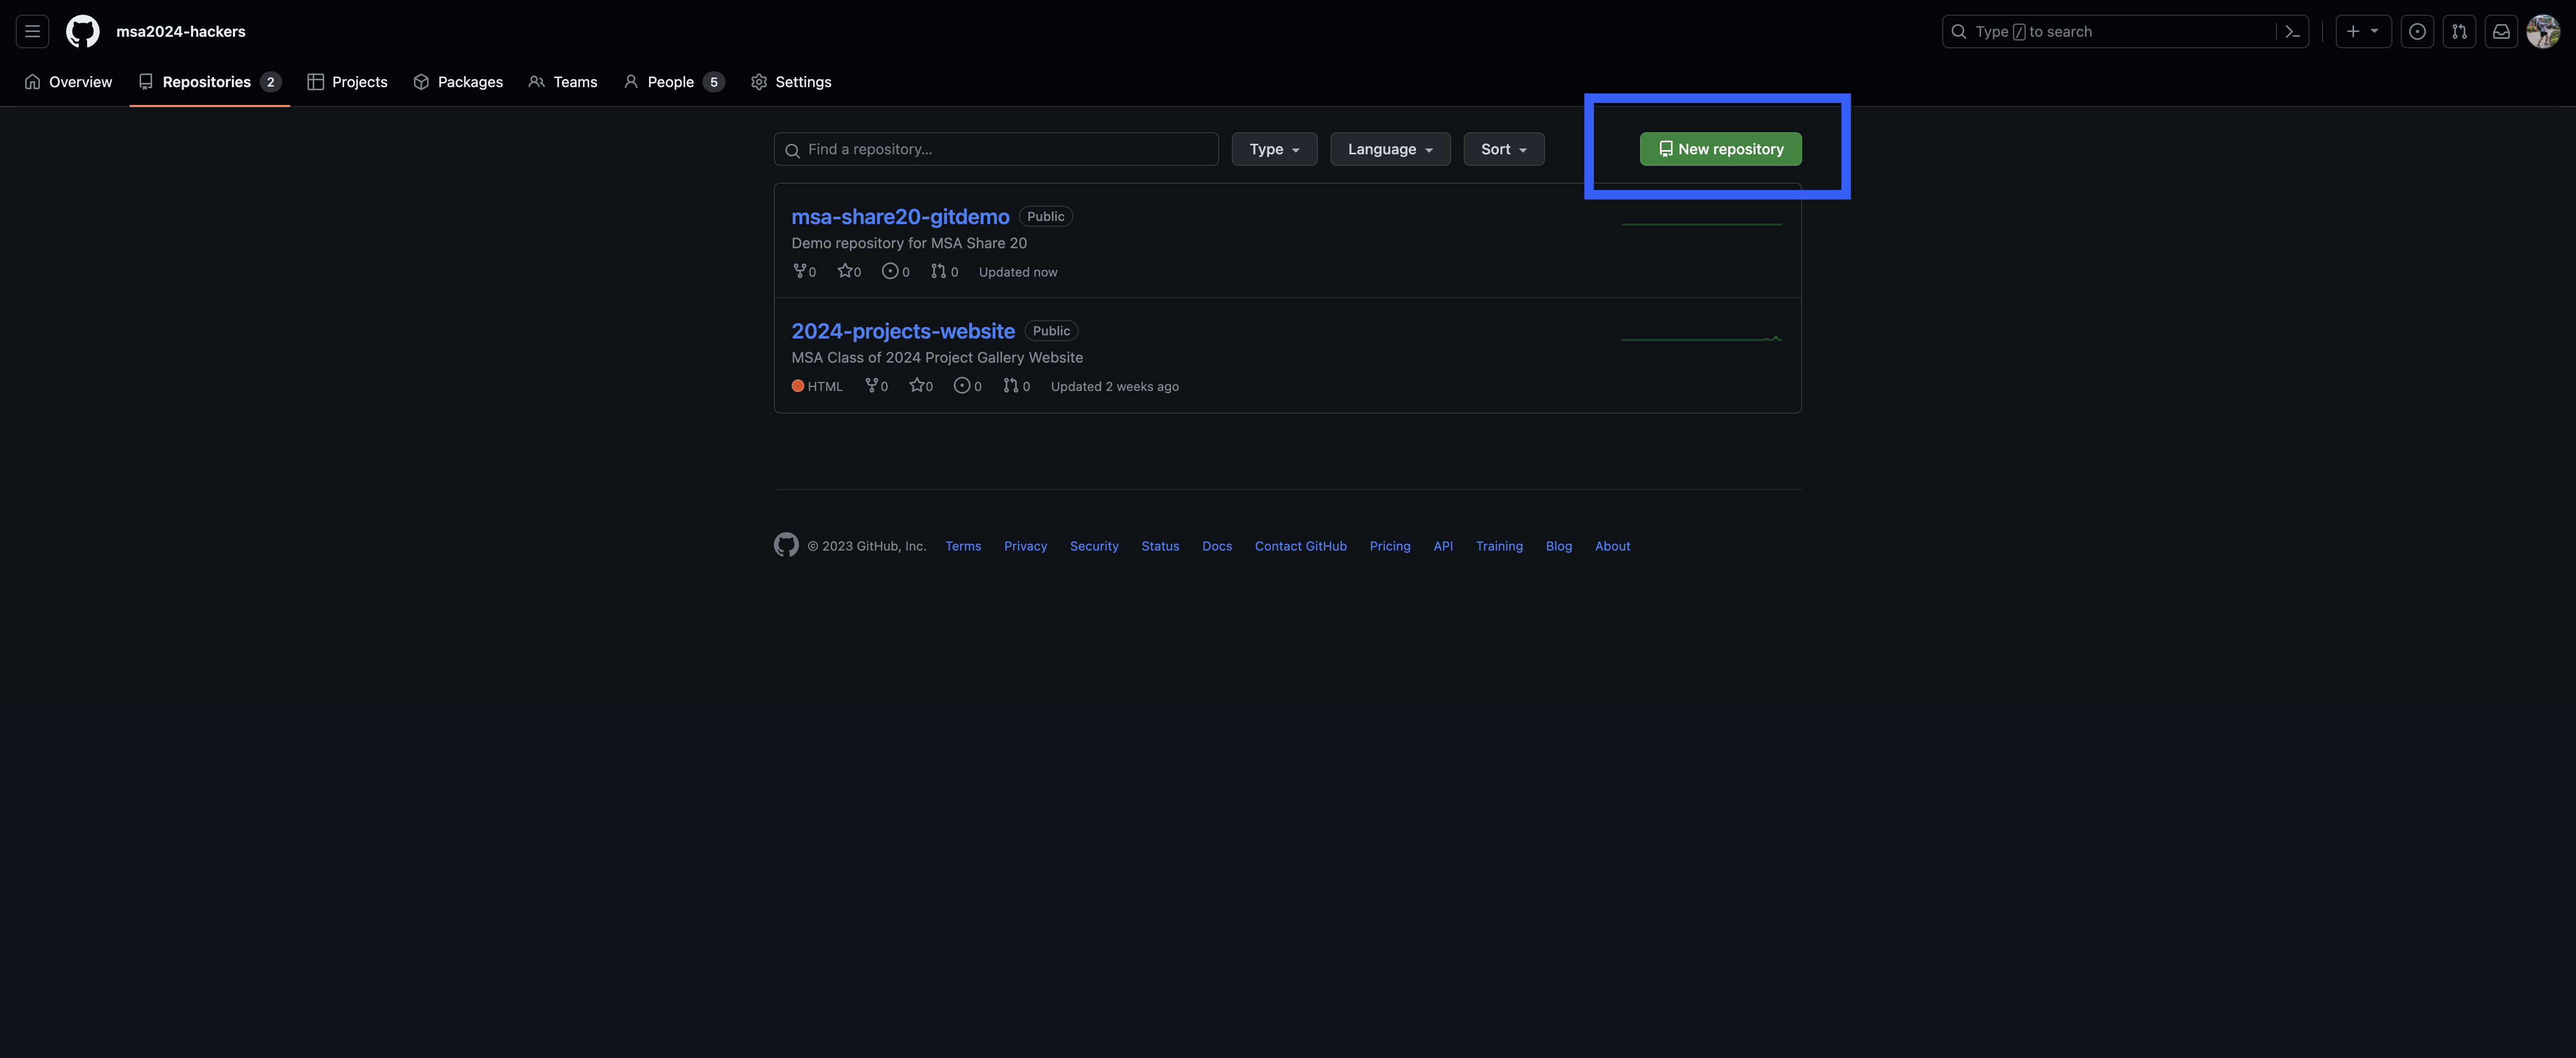 msa2024-hackers
Type / to search
Overview Repositories 2 Projects Packages Teams People 5 Settings
Find a repository... Type Language Sort New repository
msa-share20-gitdemo Public
Demo repository for MSA Share 20
0 0 0 0 Updated now
2024-projects-website Public
MSA Class of 2024 Project Gallery Website
HTML 0 0 0 0 Updated 2 weeks ago
© 2023 GitHub, Inc. Terms Privacy Security Status Docs Contact GitHub Pricing API Training Blog About